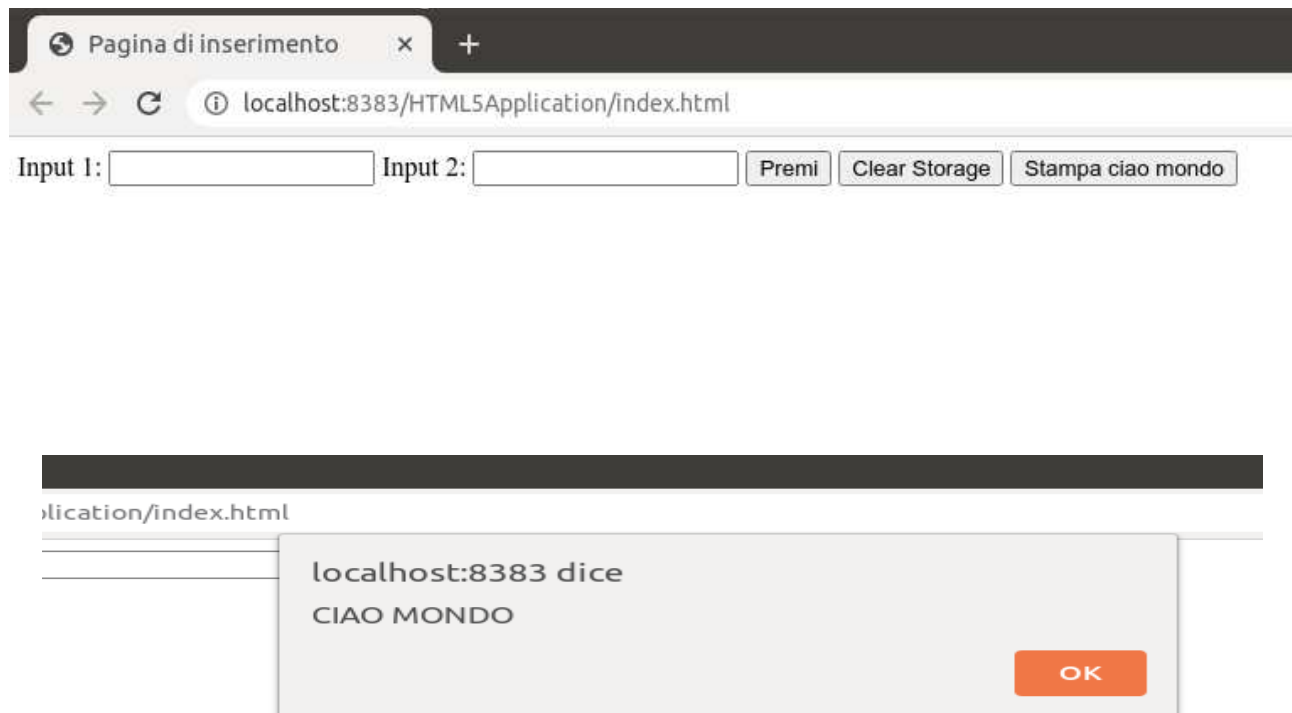 Pagina di inserimento × +
localhost:8383/HTML5Application/index.html
Input 1: Input 2: Premi Clear Storage Stampa ciao mondo
plication/index.html
localhost:8383 dice
CIAO MONDO
OK